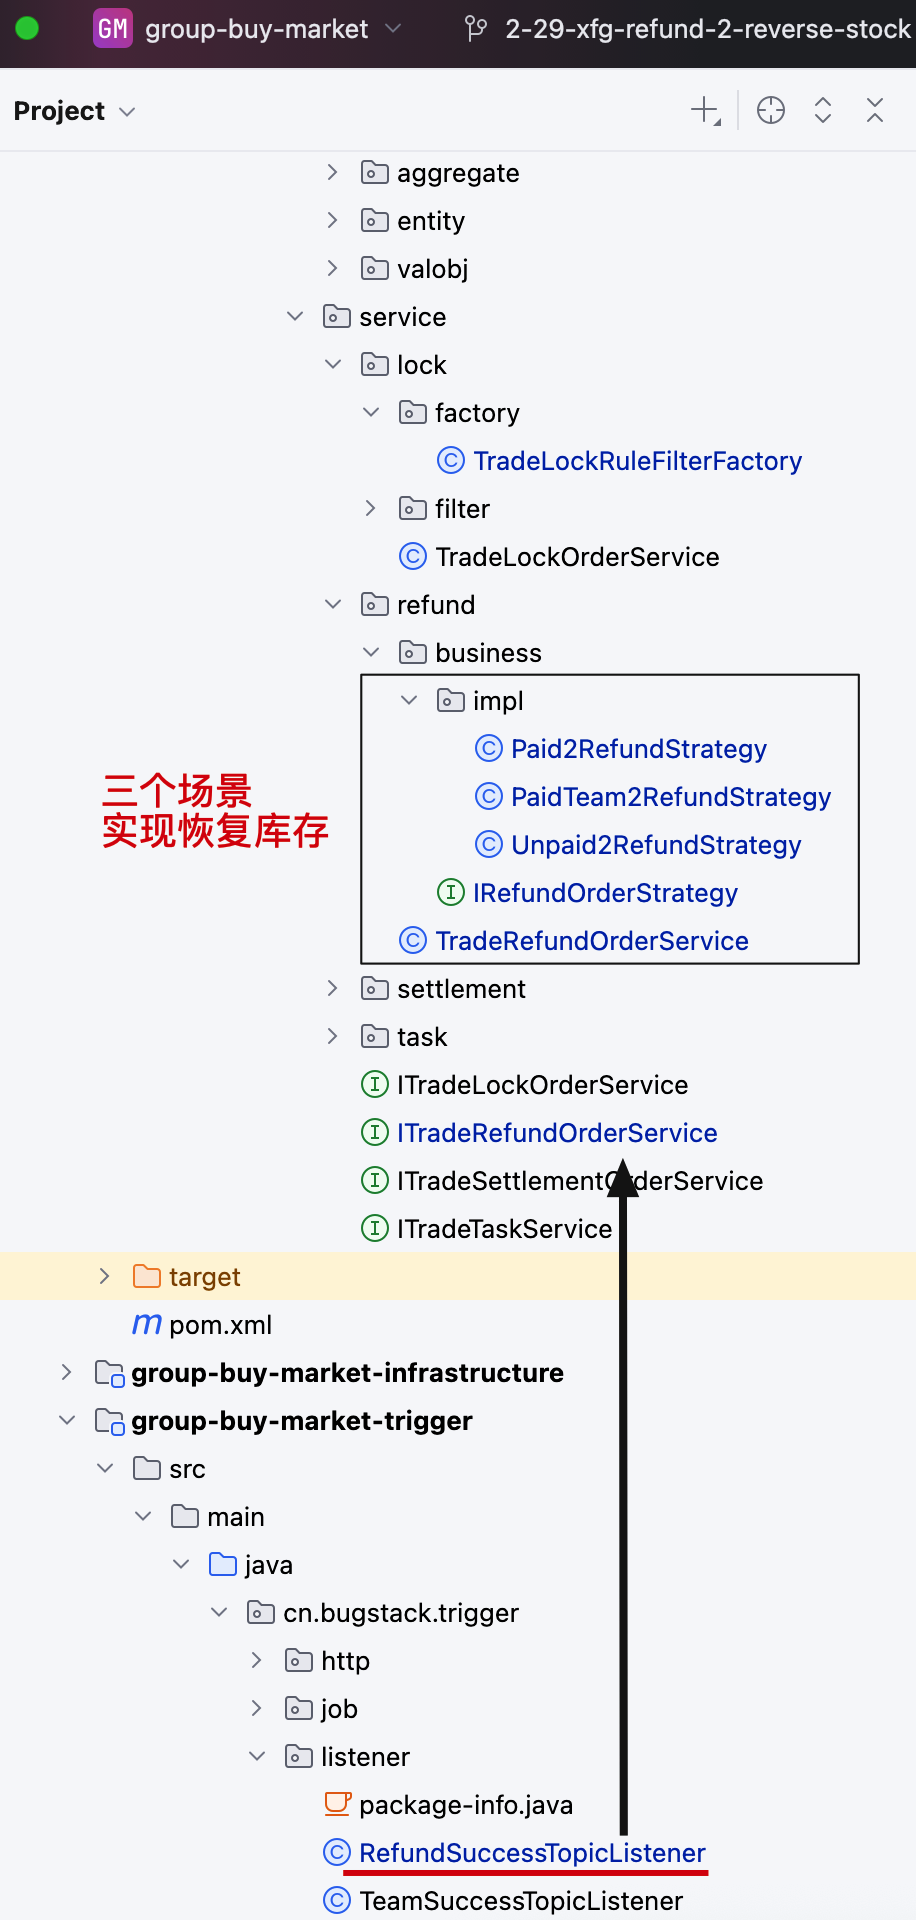 GM group-buy-market 2-29-xfg-refund-2-reverse-stock
Project
aggregate
entity
valobj
service
lock
factory
C TradeLockRuleFilterFactory
filter
C TradeLockOrderService
refund
business
impl
C Paid2RefundStrategy
三个场景
C PaidTeam2RefundStrategy
实现恢复库存
C Unpaid2RefundStrategy
I IRefundOrderStrategy
C TradeRefundOrderService
settlement
task
I ITradeLockOrderService
I ITradeRefundOrderService
I ITradeSettlementOrderService
I ITradeTaskService
target
m pom.xml
group-buy-market-infrastructure
group-buy-market-trigger
src
main
java
cn.bugstack.trigger
http
job
listener
package-info.java
C RefundSuccessTopicListener
C TeamSuccessTopicListener